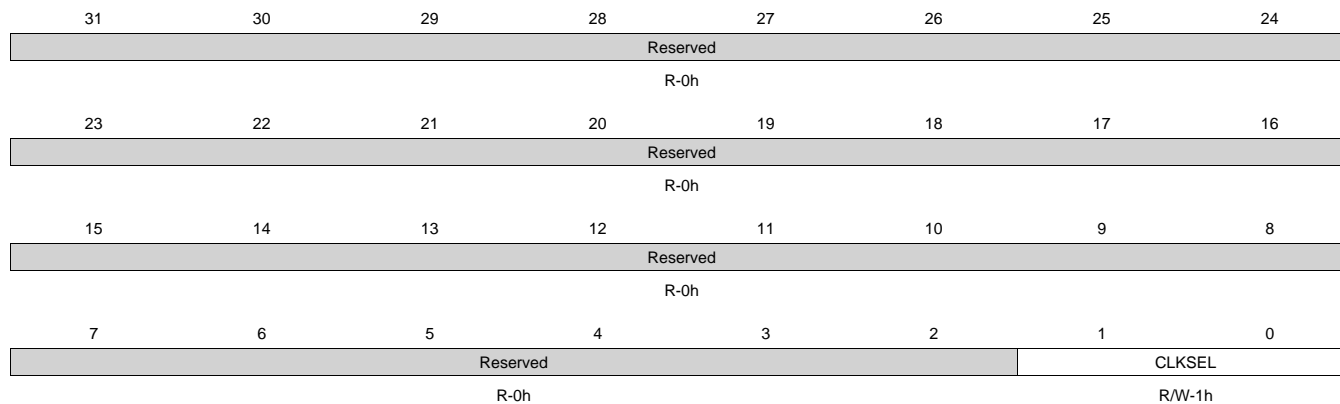 31 30 29 28 27 26 25 24
Reserved
R-0h
23 22 21 20 19 18 17 16
Reserved
R-0h
15 14 13 12 11 10 9 8
Reserved
R-0h
7 6 5 4 3 2 1 0
Reserved CLKSEL
R-0h R/W-1h